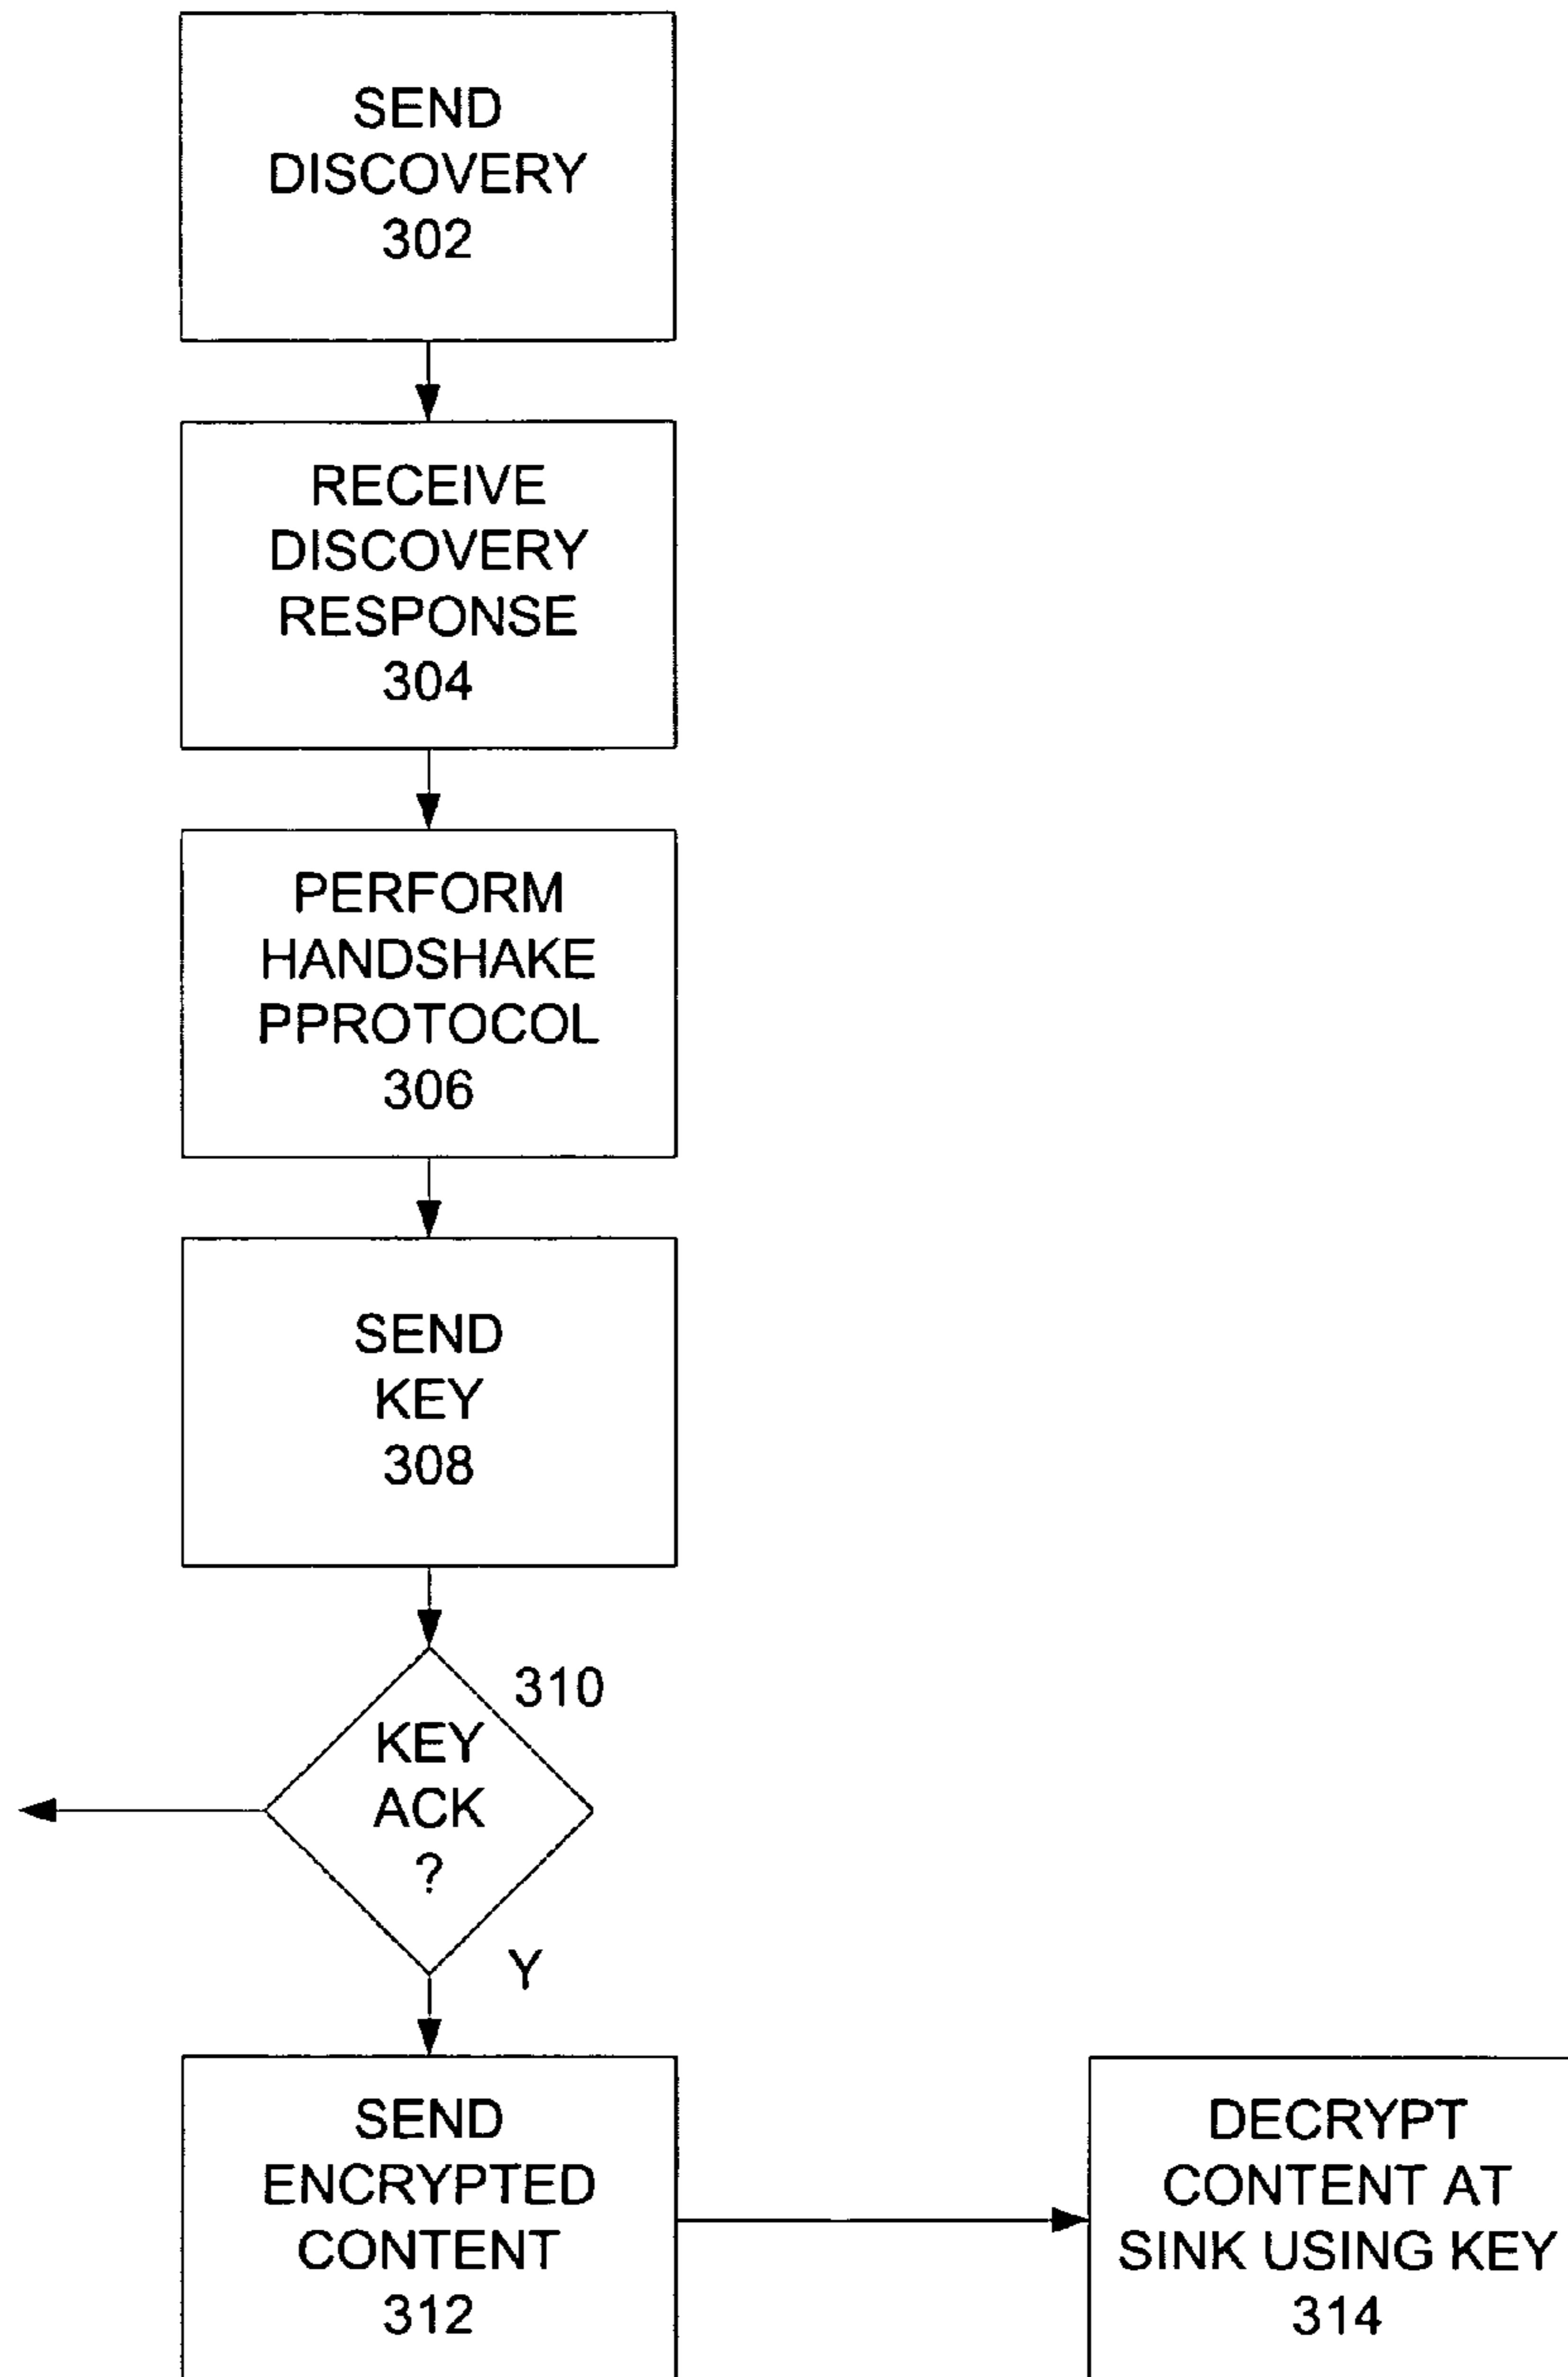 SEND
DISCOVERY
302
RECEIVE
DISCOVERY
RESPONSE
304
PERFORM
HANDSHAKE
PPROTOCOL
306
SEND
KEY
308
310
KEY
ACK
?
Y
SEND
ENCRYPTED
CONTENT
312
DECRYPT
CONTENT AT
SINK USING KEY
314